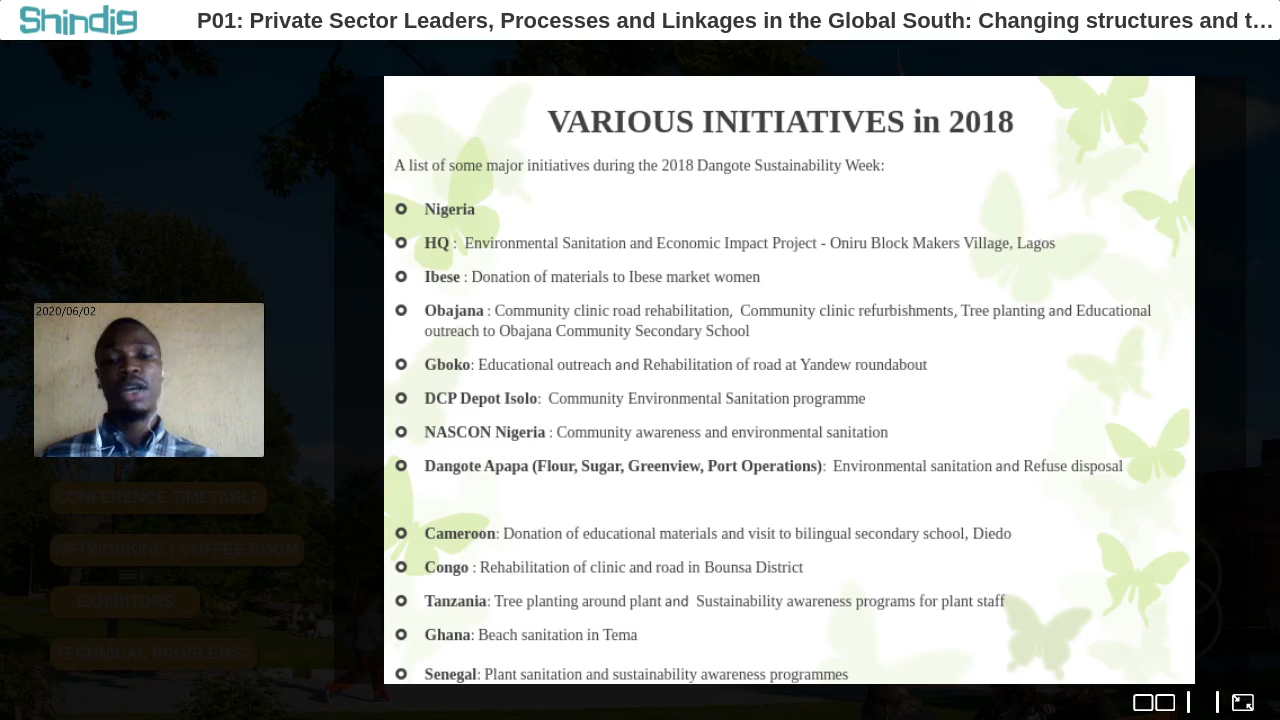 Shindig
P01: Private Sector Leaders, Processes and Linkages in the Global South: Changing structures and t…
VARIOUS INITIATIVES in 2018
A list of some major initiatives during the 2018 Dangote Sustainability Week:
Nigeria
HQ : Environmental Sanitation and Economic Impact Project - Oniru Block Makers Village, Lagos
Ibese : Donation of materials to Ibese market women
Obajana : Community clinic road rehabilitation, Community clinic refurbishments, Tree planting and Educational
outreach to Obajana Community Secondary School
Gboko: Educational outreach and Rehabilitation of road at Yandew roundabout
DCP Depot Isolo: Community Environmental Sanitation programme
NASCON Nigeria : Community awareness and environmental sanitation
Dangote Apapa (Flour, Sugar, Greenview, Port Operations): Environmental sanitation and Refuse disposal
Cameroon: Donation of educational materials and visit to bilingual secondary school, Diedo
Congo : Rehabilitation of clinic and road in Bounsa District
Tanzania: Tree planting around plant and Sustainability awareness programs for plant staff
Ghana: Beach sanitation in Tema
Senegal: Plant sanitation and sustainability awareness programmes
2020/06/02
CONFERENCE TIMETABLE
NETWORKING / COFFEE ROOM
EXHIBITORS
TECHNICAL PROBLEMS?